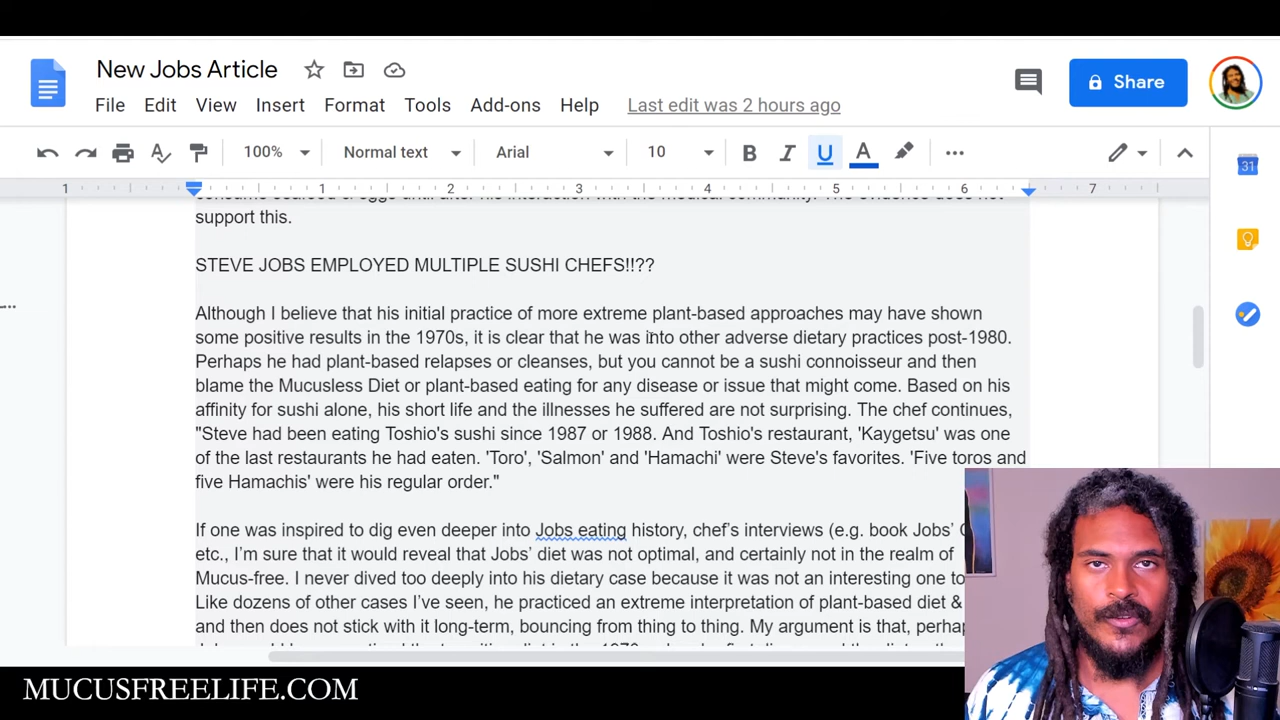 New Jobs Article
File Edit View Insert Format Tools Add-ons Help Last edit was 2 hours ago
Share
100% Normal text Arial 10 B I U A
1 1 2 3 4 5 6 7
31
support this.
STEVE JOBS EMPLOYED MULTIPLE SUSHI CHEFS!!??
Although I believe that his initial practice of more extreme plant-based approaches may have shown
some positive results in the 1970s, it is clear that he was into other adverse dietary practices post-1980.
Perhaps he had plant-based relapses or cleanses, but you cannot be a sushi connoisseur and then
blame the Mucusless Diet or plant-based eating for any disease or issue that might come. Based on his
affinity for sushi alone, his short life and the illnesses he suffered are not surprising. The chef continues,
"Steve had been eating Toshio's sushi since 1987 or 1988. And Toshio's restaurant, 'Kaygetsu' was one
of the last restaurants he had eaten. 'Toro', 'Salmon' and 'Hamachi' were Steve's favorites. 'Five toros and
five Hamachis' were his regular order."
If one was inspired to dig even deeper into Jobs eating history, chef's interviews (e.g. book Jobs'
etc., I'm sure that it would reveal that Jobs' diet was not optimal, and certainly not in the realm of
Mucus-free. I never dived too deeply into his dietary case because it was not an interesting one to
Like dozens of other cases I've seen, he practiced an extreme interpretation of plant-based diet &
and then does not stick with it long-term, bouncing from thing to thing. My argument is that,
MUCUSFREELIFE.COM